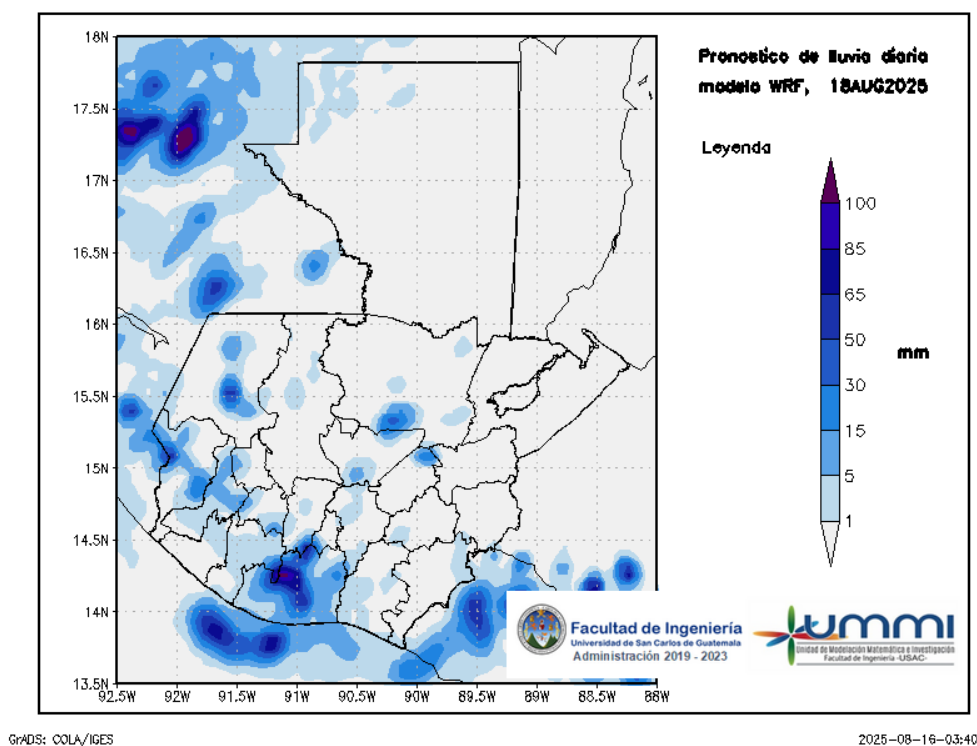 Pronostico de lluvia diaria
modelo WRF, 18AUG2025
Leyenda
100
85
65
50
30
15
5
1
mm
18N
17.5N
17N
16.5N
16N
15.5N
15N
14.5N
14N
13.5N
92.5W
92W
91.5W
91W
90.5W
90W
89.5W
89W
88.5W
88W
Facultad de Ingeniería
Universidad de San Carlos de Guatemala
Administración 2019 - 2023
ummi
Unidad de Modelación Matemática e Investigación
Facultad de Ingeniería -USAC-
GrADS: COLA/IGES
2025-08-16-03:40